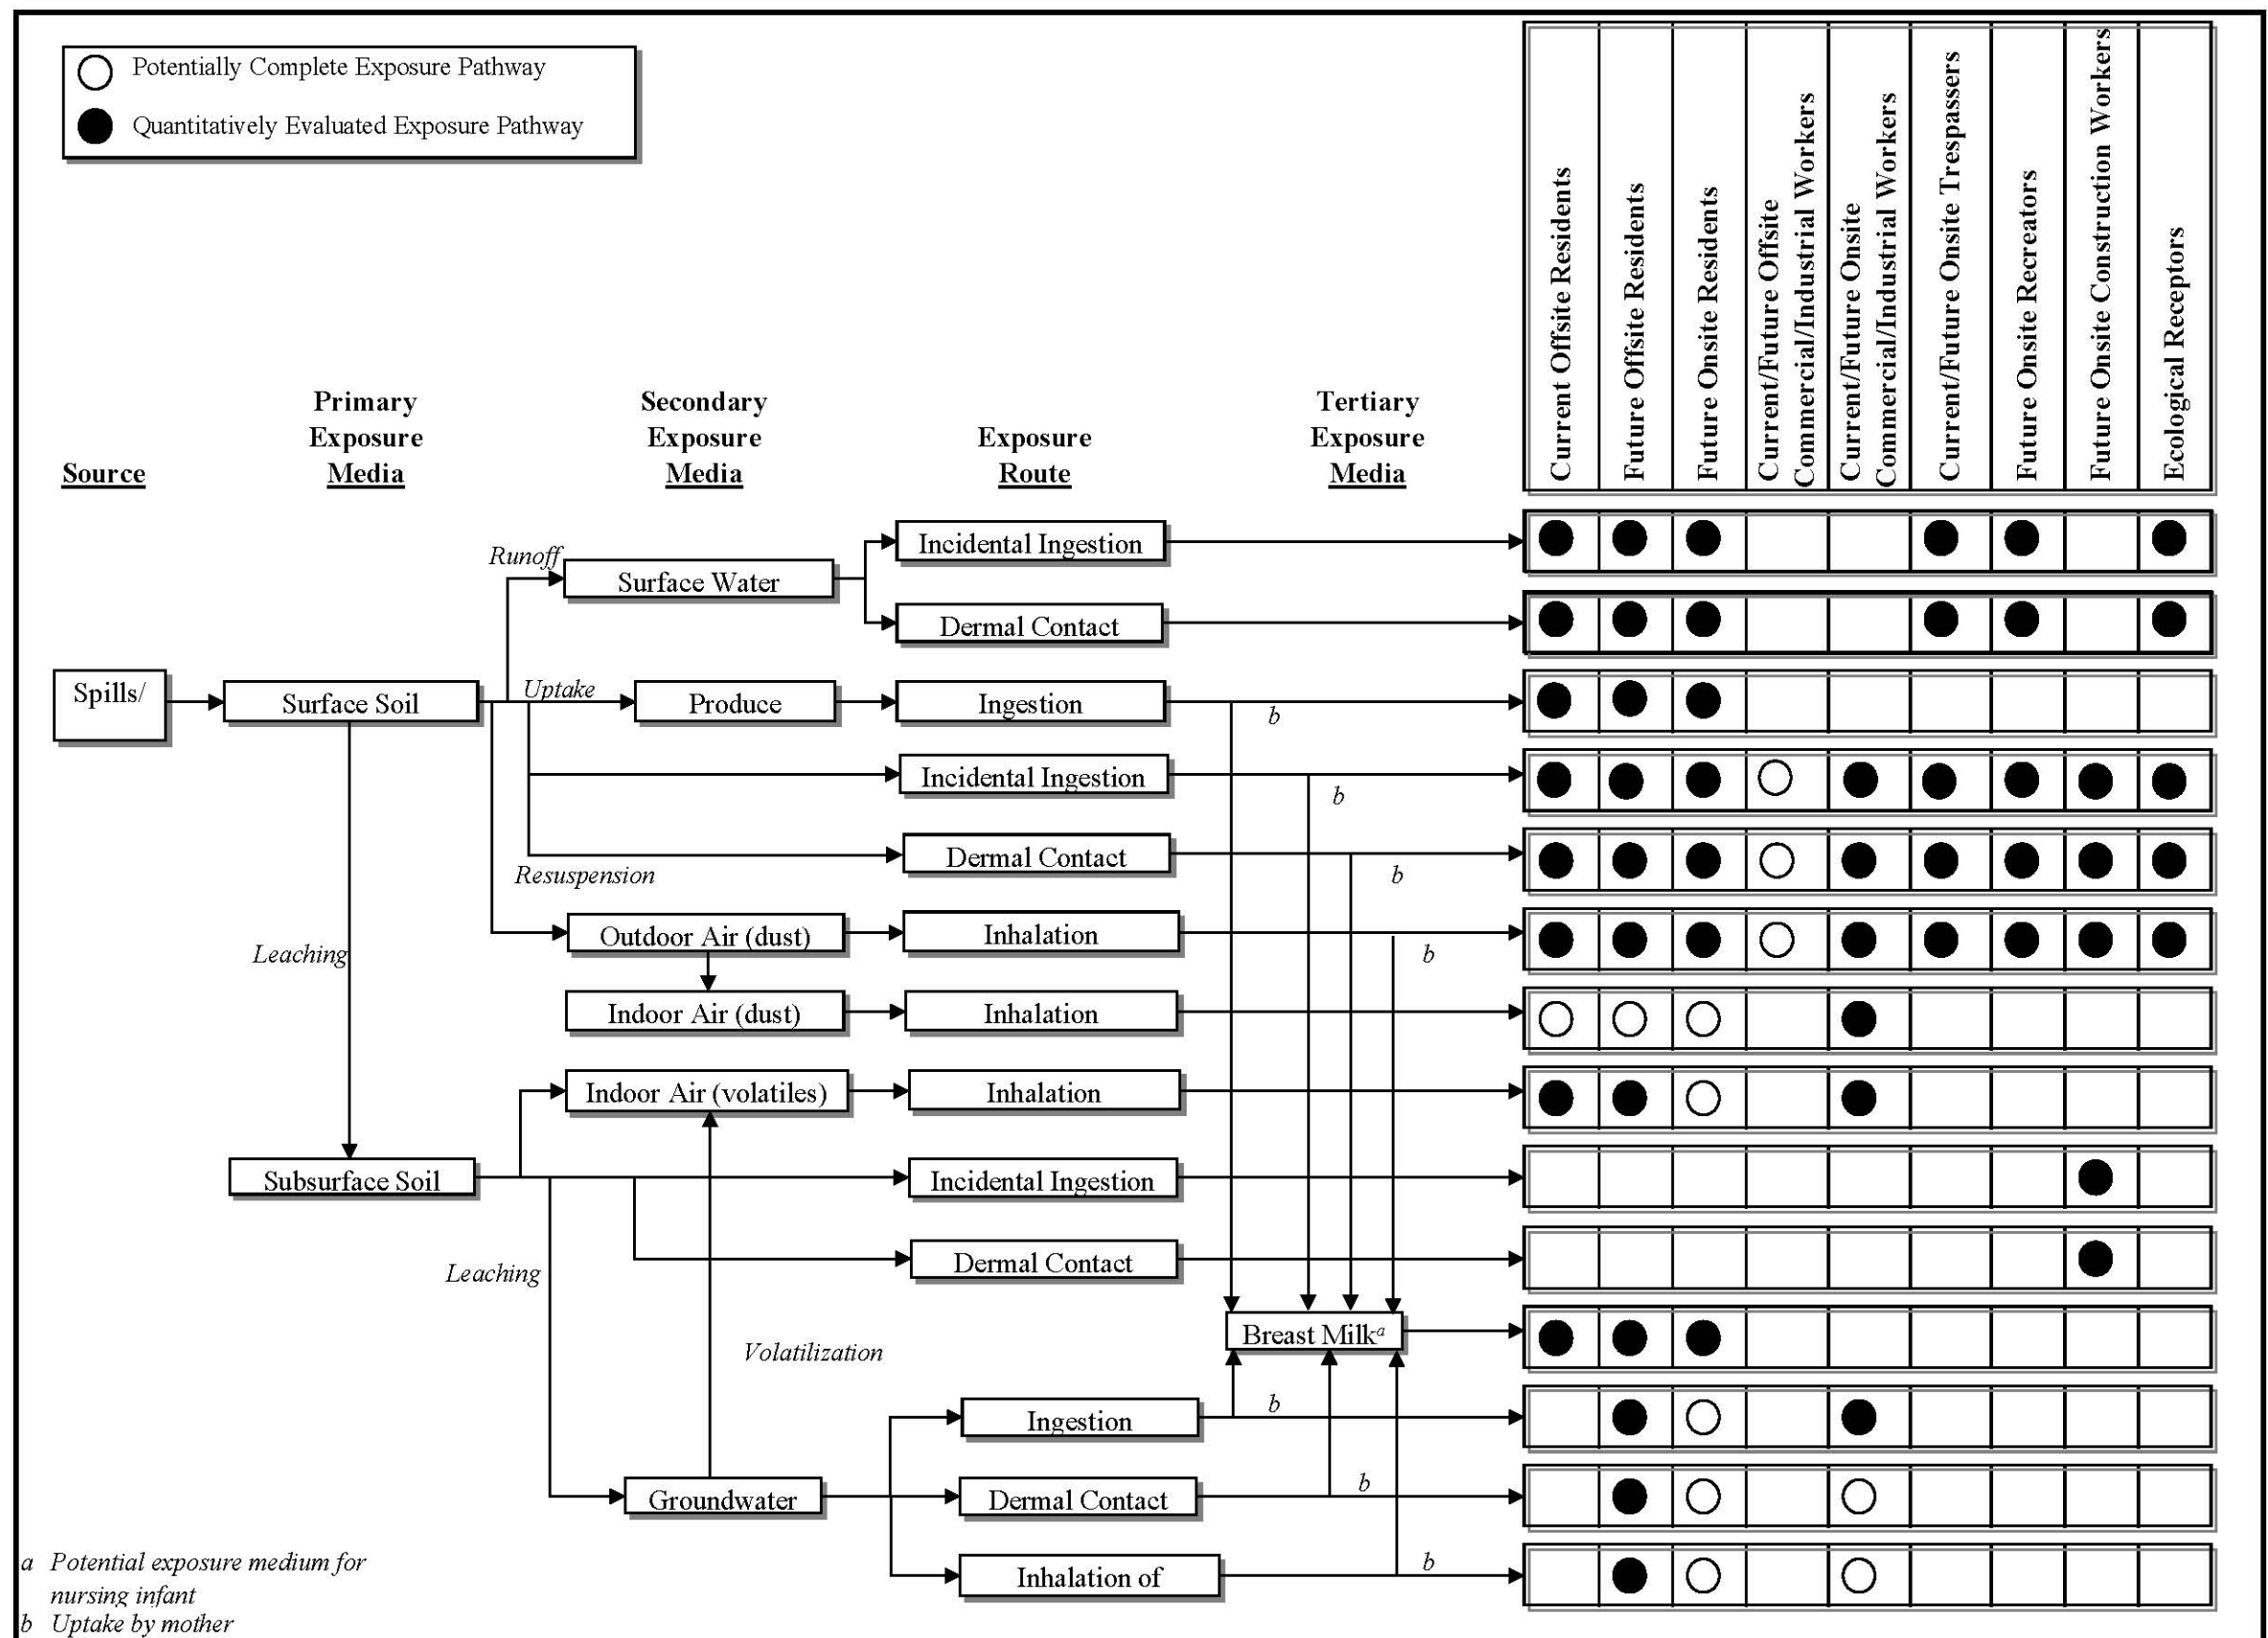 Potentially Complete Exposure Pathway
Quantitatively Evaluated Exposure Pathway
Current Offsite Residents
Future Offsite Residents
Future Onsite Residents
Current/Future Offsite
Commercial/Industrial Workers
Current/Future Onsite
Commercial/Industrial Workers
Current/Future Onsite Trespassers
Future Onsite Recreators
Future Onsite Construction Workers
Ecological Receptors
Source
Primary
Exposure
Media
Secondary
Exposure
Media
Exposure
Route
Tertiary
Exposure
Media
Runoff
Surface Water
Incidental Ingestion
Dermal Contact
Spills/
Surface Soil
Uptake
Produce
Ingestion
b
Incidental Ingestion
b
Dermal Contact
b
Resuspension
Outdoor Air (dust)
Inhalation
b
Leaching
Indoor Air (dust)
Inhalation
Indoor Air (volatiles)
Inhalation
Subsurface Soil
Incidental Ingestion
Dermal Contact
Leaching
Breast Milka
Volatilization
Ingestion
b
Groundwater
Dermal Contact
b
Inhalation of
b
a Potential exposure medium for
nursing infant
b Uptake by mother